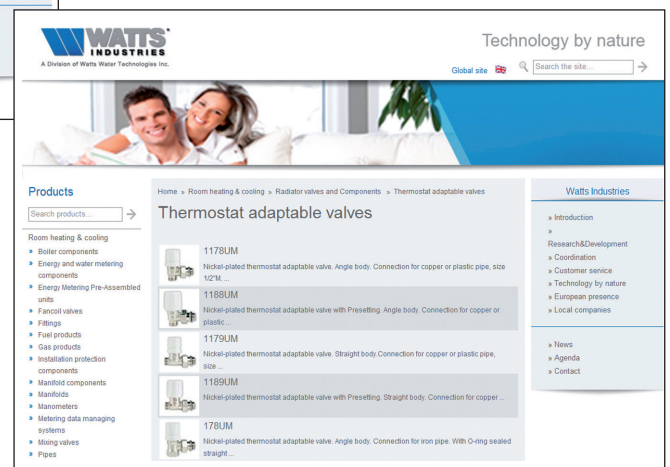 WATTS®
INDUSTRIES
A Division of Watts Water Technologies Inc.
Technology by nature
Global site
Search the site...
Products
Search products...
Room heating & cooling
» Boiler components
» Energy and water metering
components
» Energy Metering Pre-Assembled
units
» Fancoil valves
» Fittings
» Fuel products
» Gas products
» Installation protection
components
» Manifold components
» Manifolds
» Manometers
» Metering data managing
systems
» Mixing valves
» Pipes
Home » Room heating & cooling » Radiator valves and Components » Thermostat adaptable valves
Thermostat adaptable valves
1178UM
Nickel-plated thermostat adaptable valve. Angle body. Connection for copper or plastic pipe, size
1/2"M. ...
1188UM
Nickel-plated thermostat adaptable valve with Presetting. Angle body. Connection for copper or
plastic ...
1179UM
Nickel-plated thermostat adaptable valve. Straight body.Connection for copper or plastic pipe,
size ...
1189UM
Nickel-plated thermostat adaptable valve with Presetting. Straight body. Connection for copper ...
178UM
Nickel-plated thermostat adaptable valve. Angle body. Connection for iron pipe. With O-ring sealed
straight ...
Watts Industries
» Introduction
»
Research&Development
» Coordination
» Customer service
» Technology by nature
» European presence
» Local companies
» News
» Agenda
» Contact